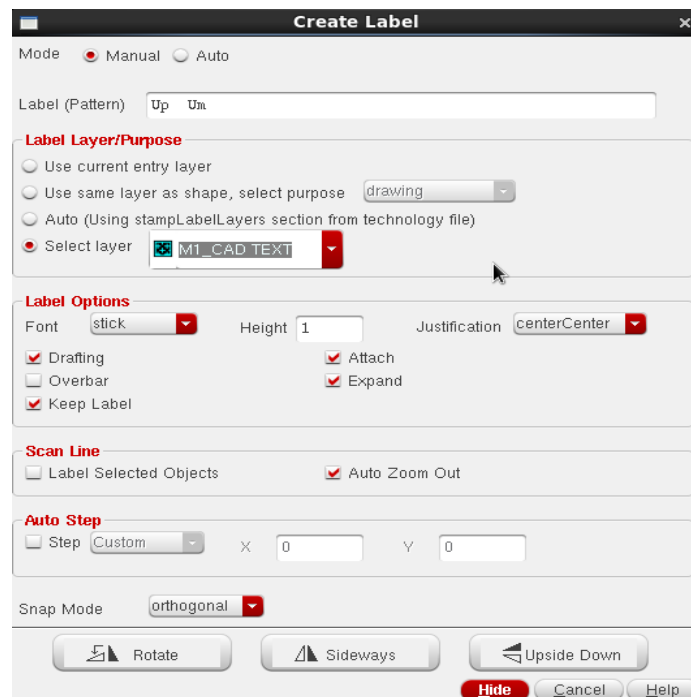 Create Label
Mode Manual Auto
Label (Pattern) Up Um
Label Layer/Purpose
Use current entry layer
Use same layer as shape, select purpose drawing
Auto (Using stampLabelLayers section from technology file)
Select layer M1_CAD TEXT
Label Options
Font stick Height 1 Justification centerCenter
Drafting Attach
Overbar Expand
Keep Label
Scan Line
Label Selected Objects Auto Zoom Out
Auto Step
Step Custom X 0 Y 0
Snap Mode orthogonal
Rotate Sideways Upside Down
Hide Cancel Help